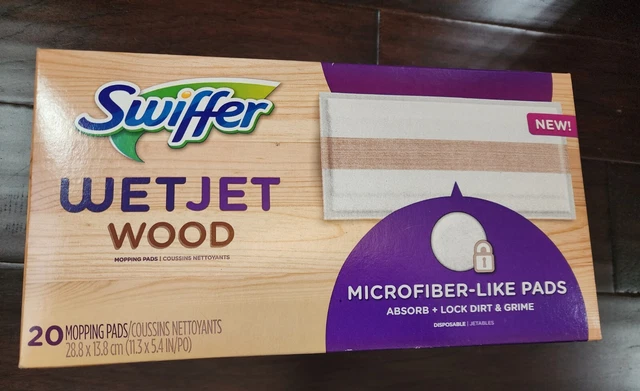 Swiffer
WETJET
WOOD
MOPPING PADS | COUSSINS NETTOYANTS
20 MOPPING PADS/COUSSINS NETTOYANTS
28.8 x 13.8 cm (11.3 x 5.4 IN/PO)
NEW!
MICROFIBER-LIKE PADS
ABSORB + LOCK DIRT & GRIME
DISPOSABLE | JETABLES